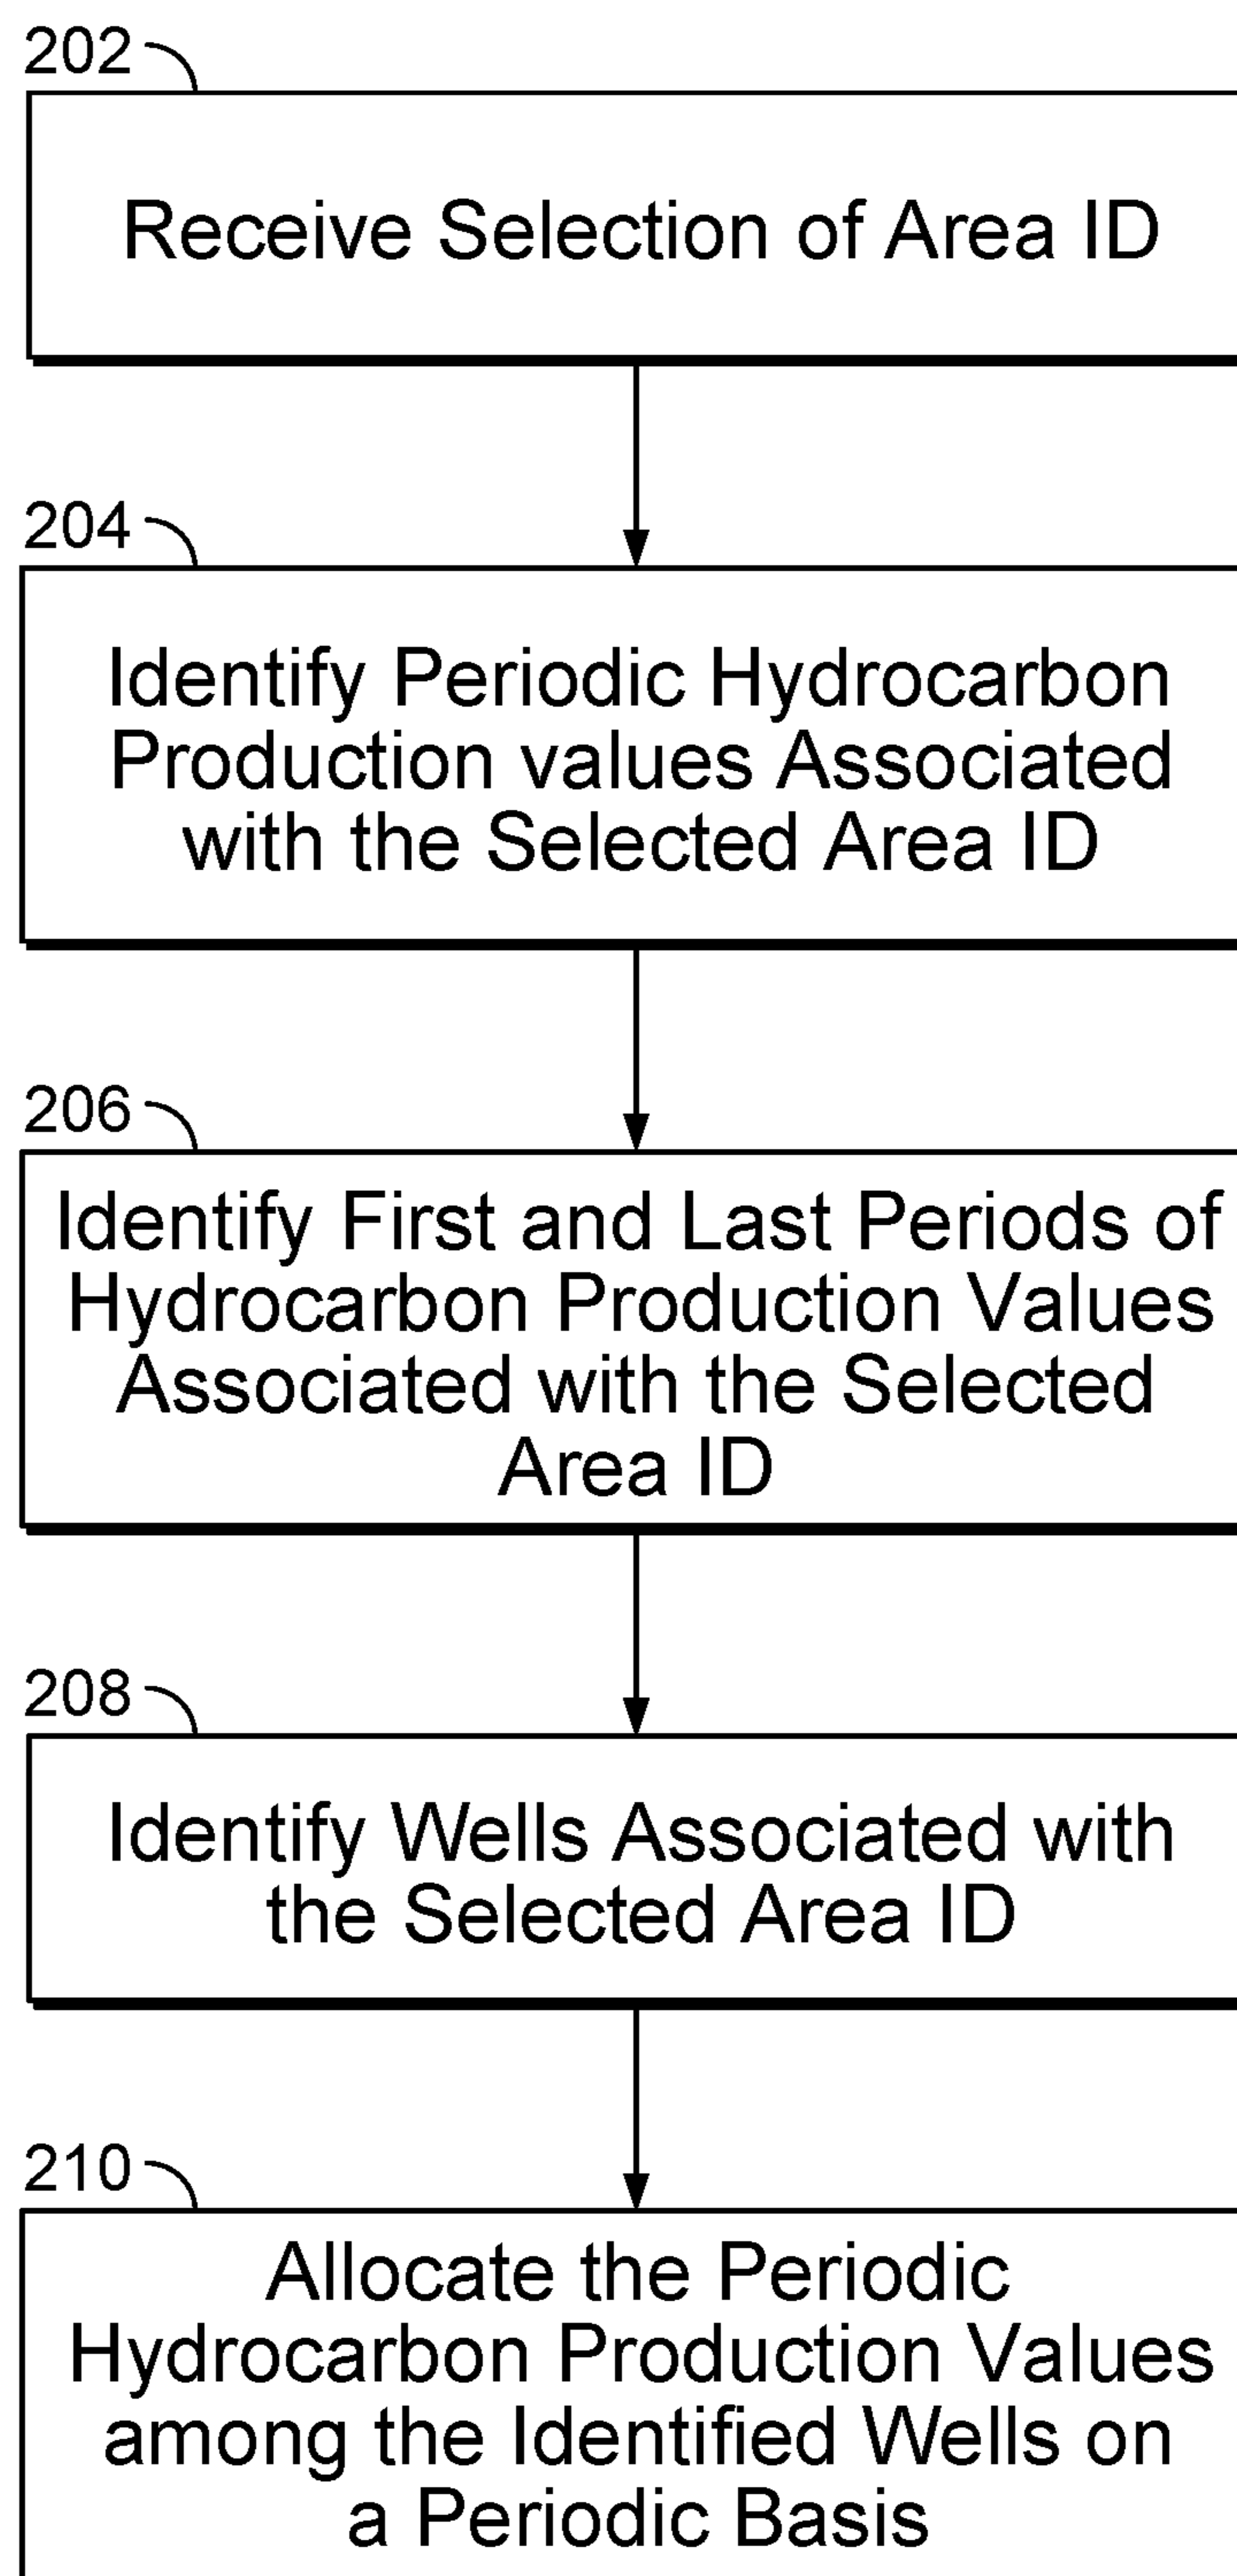 202
Receive Selection of Area ID
204
Identify Periodic Hydrocarbon
Production values Associated
with the Selected Area ID
206
Identify First and Last Periods of
Hydrocarbon Production Values
Associated with the Selected
Area ID
208
Identify Wells Associated with
the Selected Area ID
210
Allocate the Periodic
Hydrocarbon Production Values
among the Identified Wells on
a Periodic Basis